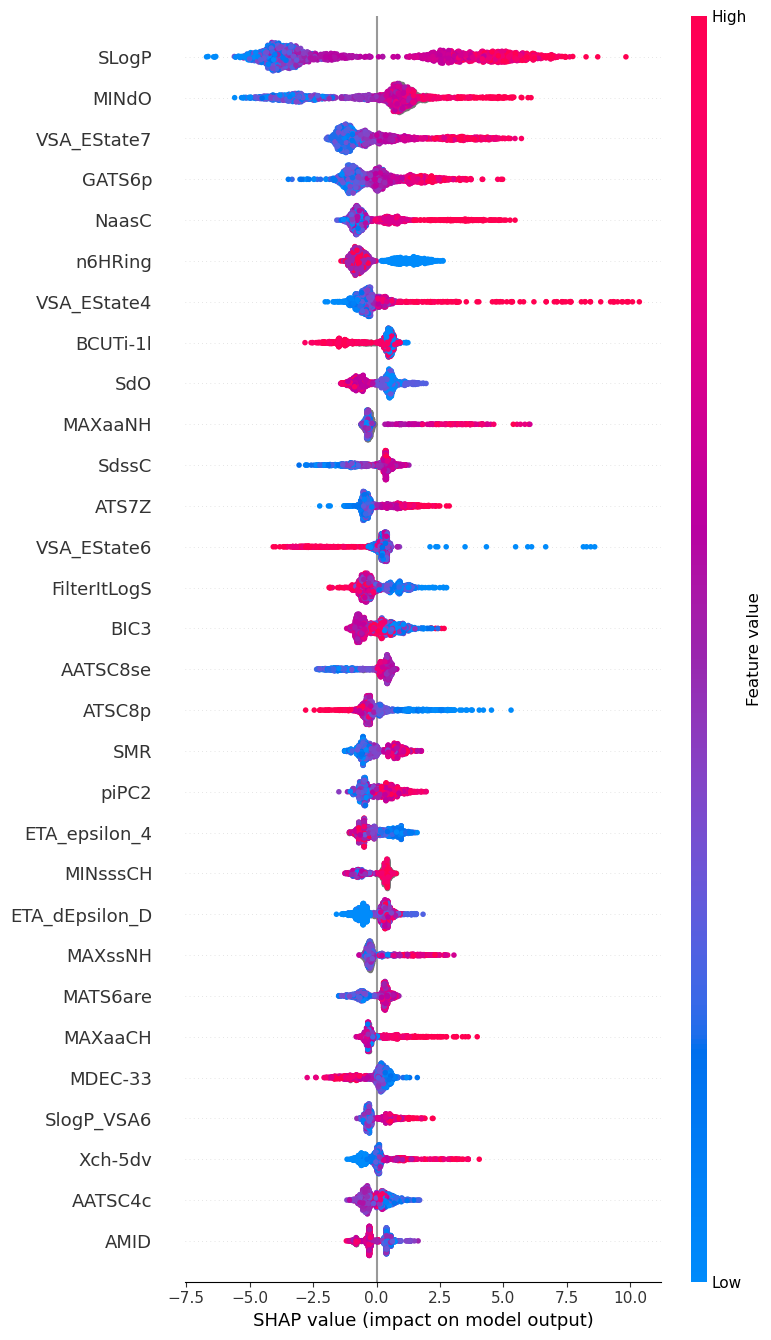 High
SLogP
MINdO
VSA_EState7
GATS6p
NaasC
n6HRing
VSA_EState4
BCUTi-1l
SdO
MAXaaNH
SdssC
ATS7Z
VSA_EState6
FilterItLogS
BIC3
AATSC8se
ATSC8p
SMR
piPC2
ETA_epsilon_4
MINsssCH
ETA_dEpsilon_D
MAXssNH
MATS6are
MAXaaCH
MDEC-33
SlogP_VSA6
Xch-5dv
AATSC4c
AMID
Feature value
Low
−7.5 −5.0 −2.5 0.0 2.5 5.0 7.5 10.0
SHAP value (impact on model output)